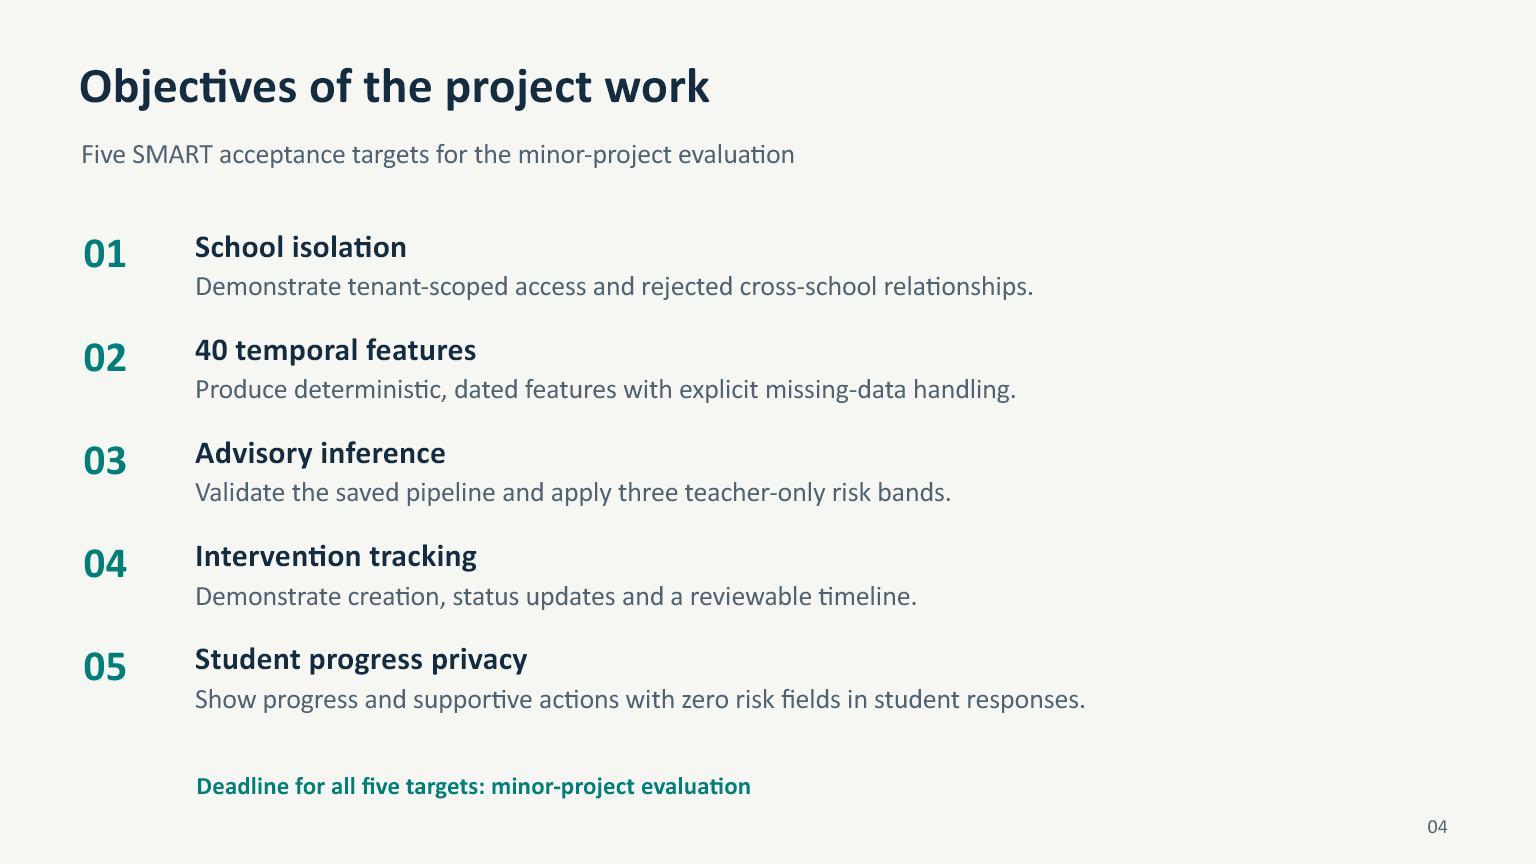 Objectives of the project work
Five SMART acceptance targets for the minor-project evaluation
01
School isolation
Demonstrate tenant-scoped access and rejected cross-school relationships.
02
40 temporal features
Produce deterministic, dated features with explicit missing-data handling.
03
Advisory inference
Validate the saved pipeline and apply three teacher-only risk bands.
04
Intervention tracking
Demonstrate creation, status updates and a reviewable timeline.
05
Student progress privacy
Show progress and supportive actions with zero risk fields in student responses.
Deadline for all five targets: minor-project evaluation
04